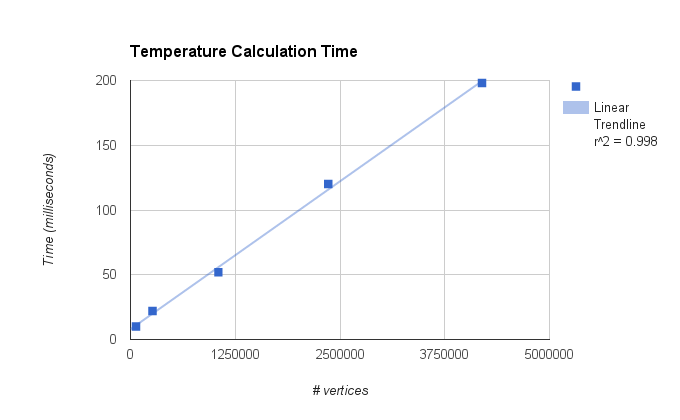 Temperature Calculation Time
200
150
100
50
0
0 1250000 2500000 3750000 5000000
Time (milliseconds)
# vertices
Linear
Trendline
r^2 = 0.998